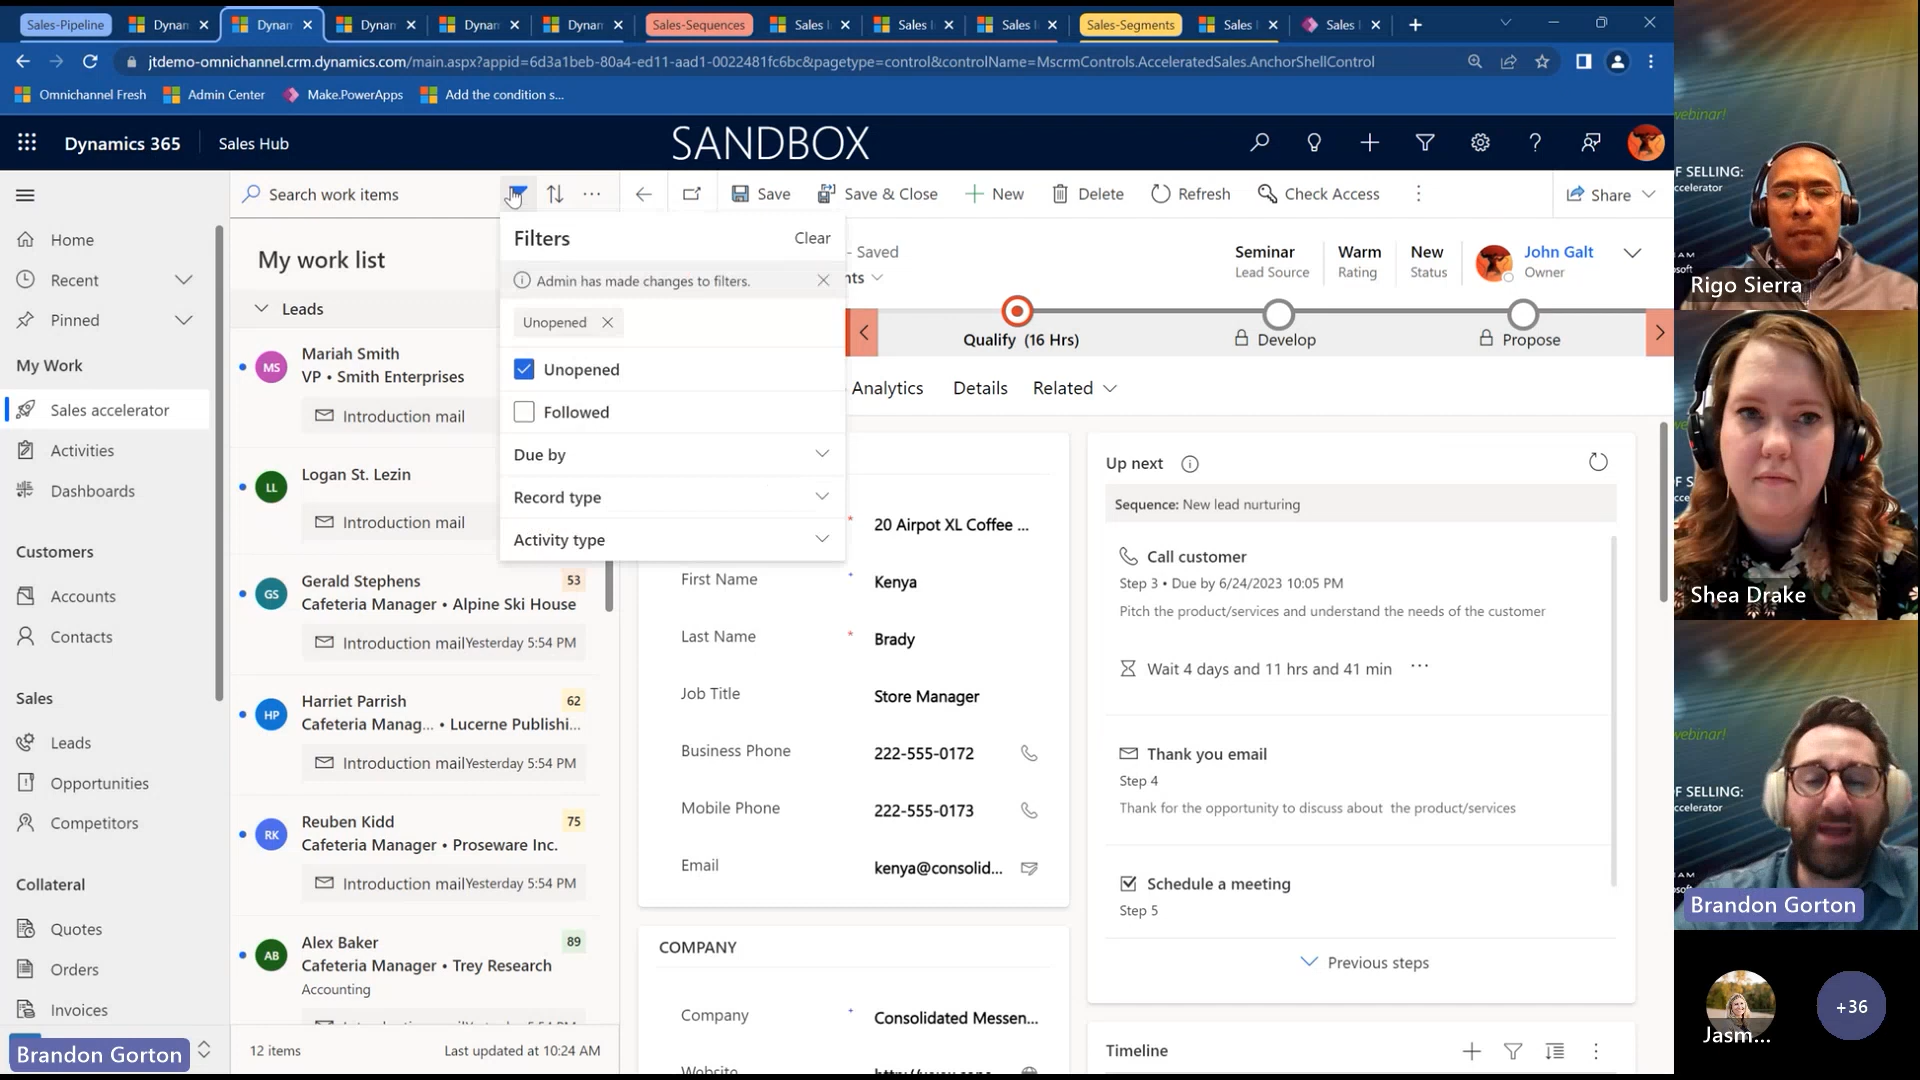 Sales-Pipeline
Dynan
Dynan
Dynan
Dynan
Dynan
Sales-Sequences
Sales I
Sales I
Sales I
Sales-Segments
Sales I
Sales I
jtdemo-omnichannel.crm.dynamics.com/main.aspx?appid=6d3a1beb-80a4-ed11-aad1-0022481fc6bc&pagetype=control&controlName=MscrmControls.AcceleratedSales.AnchorShellControl
Omnichannel Fresh
Admin Center
Make.PowerApps
Add the condition s...
Dynamics 365
Sales Hub
SANDBOX
Home
Recent
Pinned
My Work
Sales accelerator
Activities
Dashboards
Customers
Accounts
Contacts
Sales
Leads
Opportunities
Competitors
Collateral
Quotes
Orders
Invoices
Brandon Gorton
Search work items
My work list
Leads
MS
Mariah Smith
VP • Smith Enterprises
Introduction mail
LL
Logan St. Lezin
Introduction mail
GS
Gerald Stephens
53
Cafeteria Manager • Alpine Ski House
Introduction mail Yesterday 5:54 PM
HP
Harriet Parrish
62
Cafeteria Manag... • Lucerne Publishi...
Introduction mail Yesterday 5:54 PM
RK
Reuben Kidd
75
Cafeteria Manager • Proseware Inc.
Introduction mail Yesterday 5:54 PM
AB
Alex Baker
89
Cafeteria Manager • Trey Research
Accounting
12 items
Last updated at 10:24 AM
Filters
Clear
Admin has made changes to filters.
Unopened
Unopened
Followed
Due by
Record type
Activity type
Save
Save & Close
New
Delete
Refresh
Check Access
Share
- Saved
nts
Seminar
Lead Source
Warm
Rating
New
Status
John Galt
Owner
Qualify (16 Hrs)
Develop
Propose
Analytics
Details
Related
* 20 Airpot XL Coffee ...
First Name
Kenya
Last Name
* Brady
Job Title
Store Manager
Business Phone
222-555-0172
Mobile Phone
222-555-0173
Email
kenya@consolid...
COMPANY
Company
Consolidated Messen...
Website
Up next
Sequence: New lead nurturing
Call customer
Step 3 • Due by 6/24/2023 10:05 PM
Pitch the product/services and understand the needs of the customer
Wait 4 days and 11 hrs and 41 min
Thank you email
Step 4
Thank for the opportunity to discuss about the product/services
Schedule a meeting
Step 5
Previous steps
Timeline
webinar!
OF SELLING:
ccelerator
Rigo Sierra
Shea Drake
webinar!
OF SELLING:
ccelerator
Brandon Gorton
Jasm...
+36